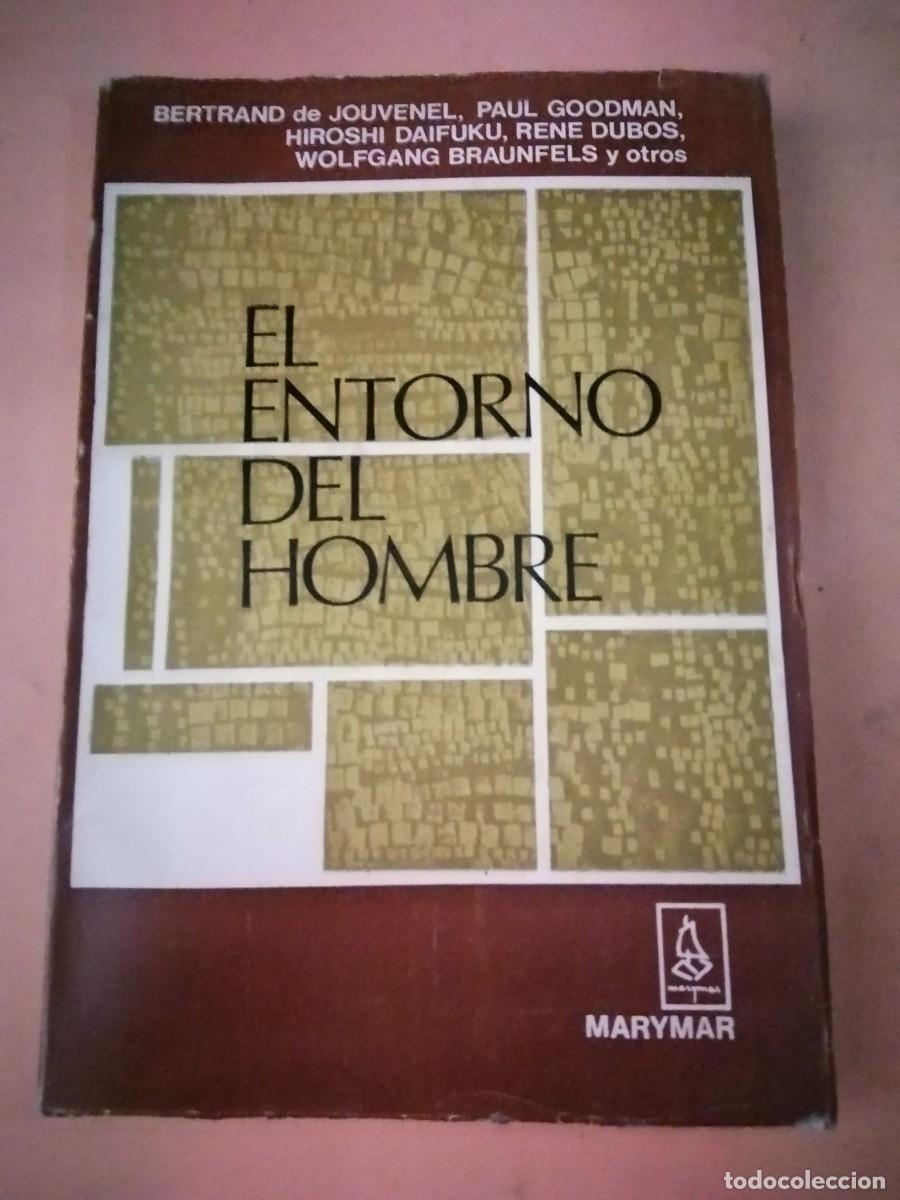 BERTRAND de JOUVENEL, PAUL GOODMAN,
HIROSHI DAIFUKU, RENE DUBOS,
WOLFGANG BRAUNFELS y otros
EL
ENTORNO
DEL
HOMBRE
marymar
MARYMAR
todocoleccion